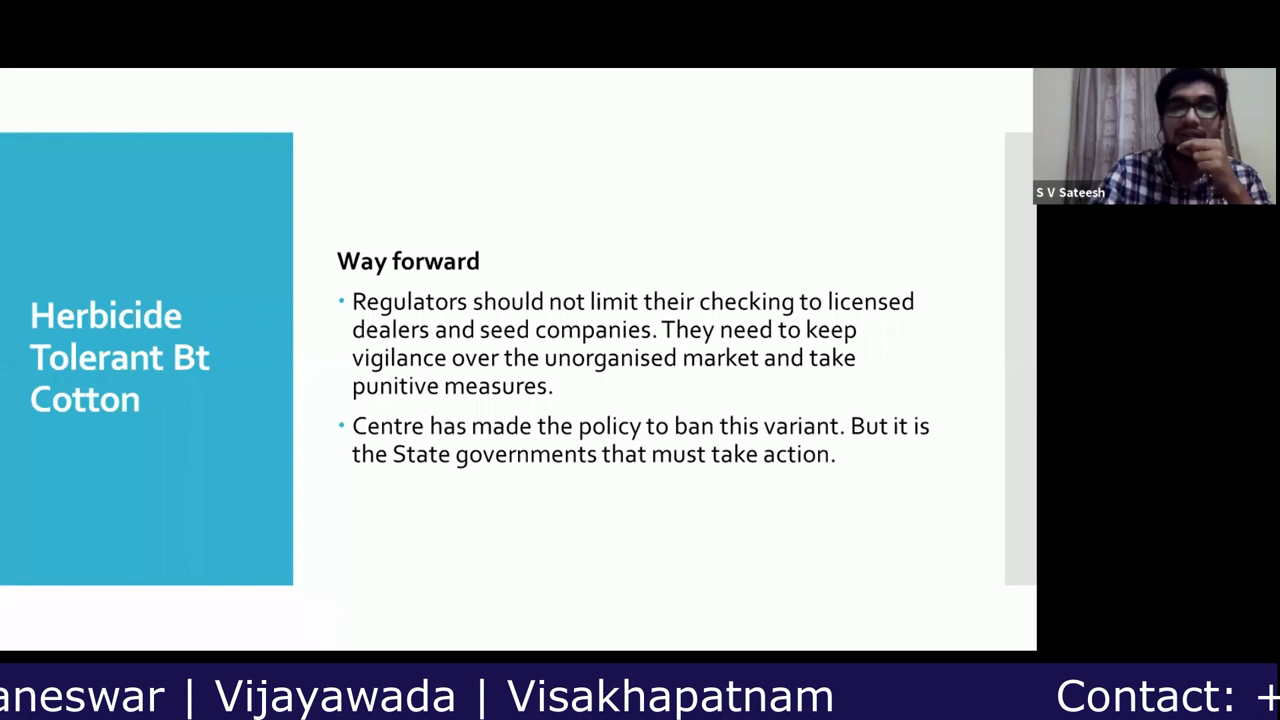 S V Sateesh
Herbicide
Tolerant Bt
Cotton
Way forward
• Regulators should not limit their checking to licensed
dealers and seed companies. They need to keep
vigilance over the unorganised market and take
punitive measures.
• Centre has made the policy to ban this variant. But it is
the State governments that must take action.
aneswar | Vijayawada | Visakhapatnam Contact: +